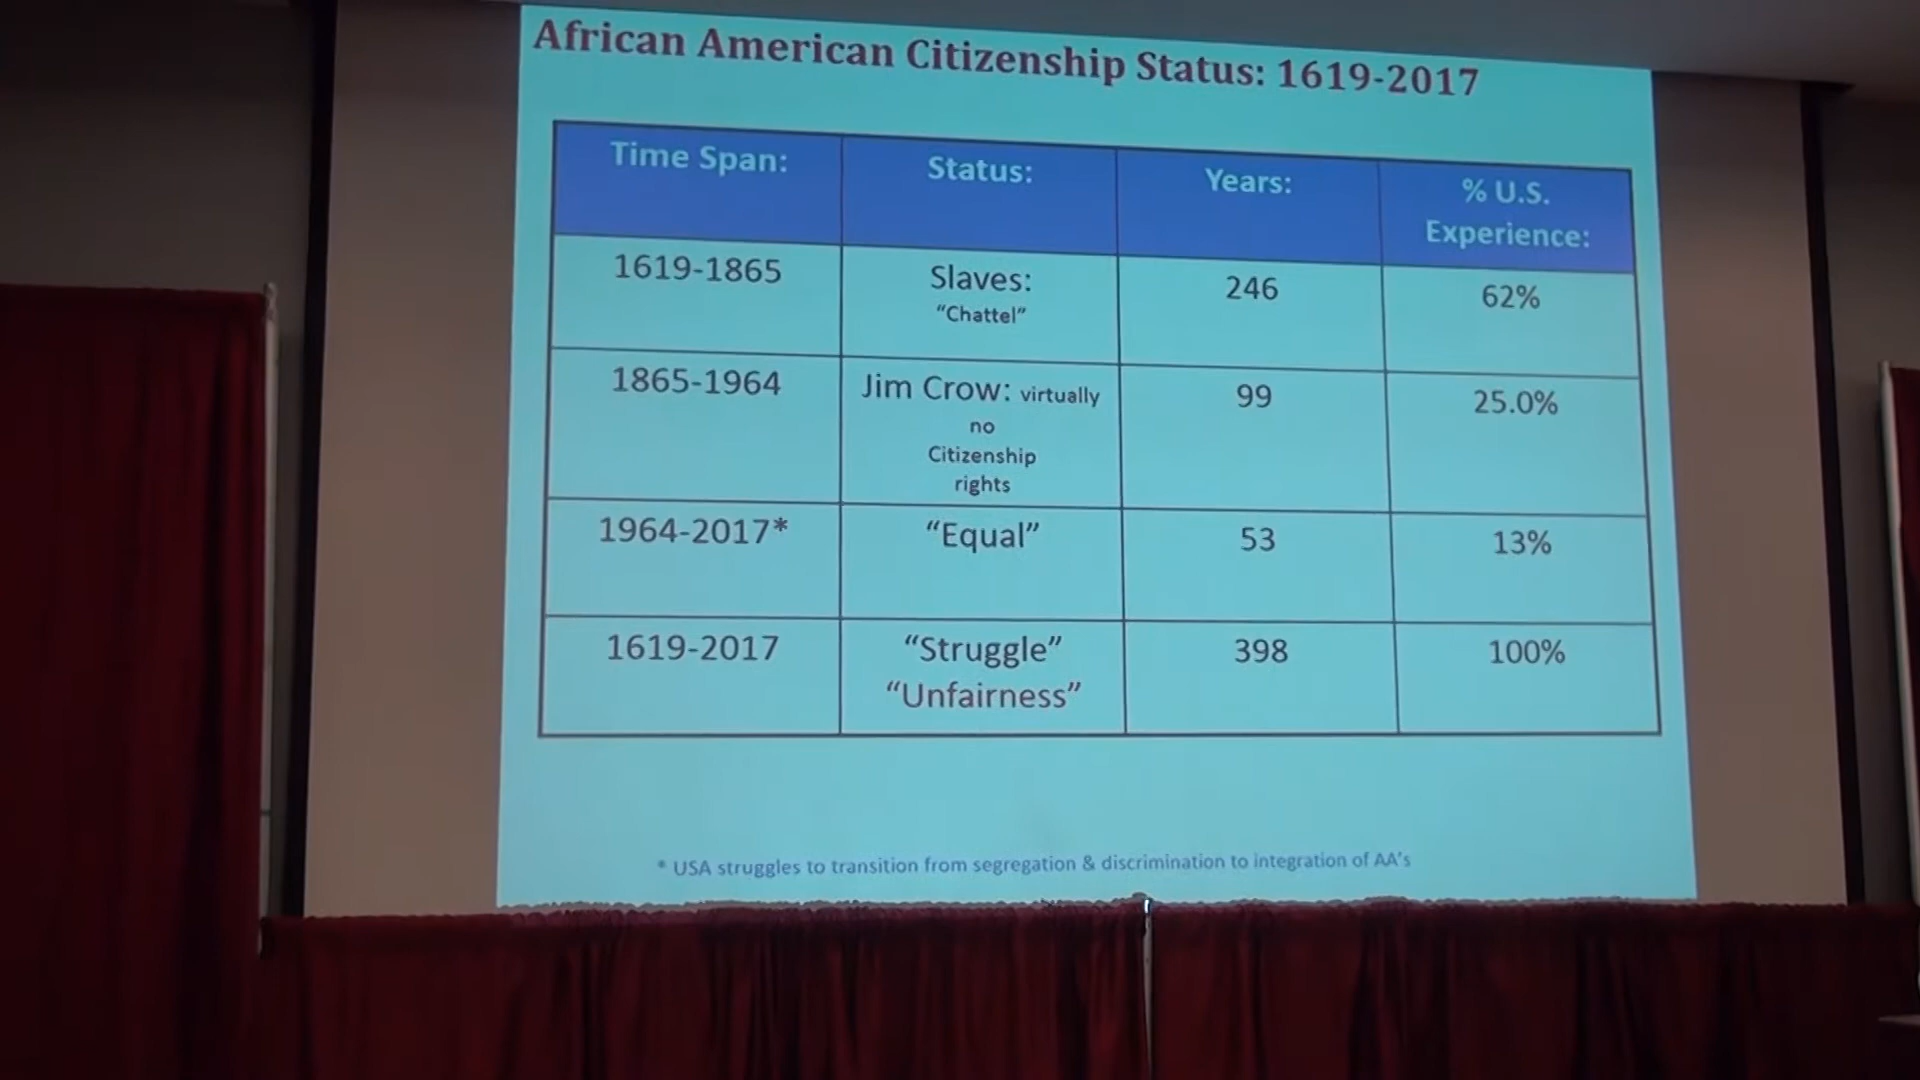 African American Citizenship Status: 1619-2017
Time Span:
Status:
Years:
% U.S.
Experience:
1619-1865
Slaves:
“Chattel”
246
62%
1865-1964
Jim Crow: virtually
no
Citizenship
rights
99
25.0%
1964-2017*
“Equal”
53
13%
1619-2017
“Struggle”
“Unfairness”
398
100%
* USA struggles to transition from segregation & discrimination to integration of AA's